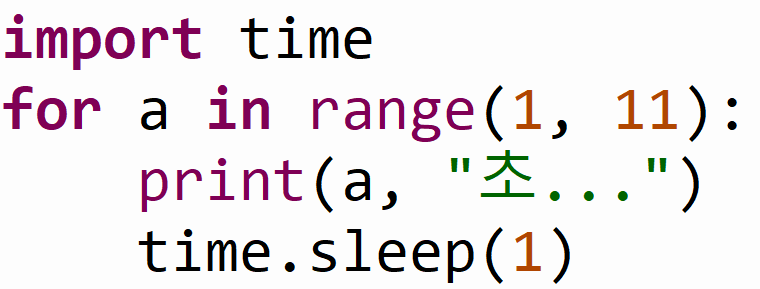 import time
for a in range(1, 11):
    print(a, "초...")
    time.sleep(1)